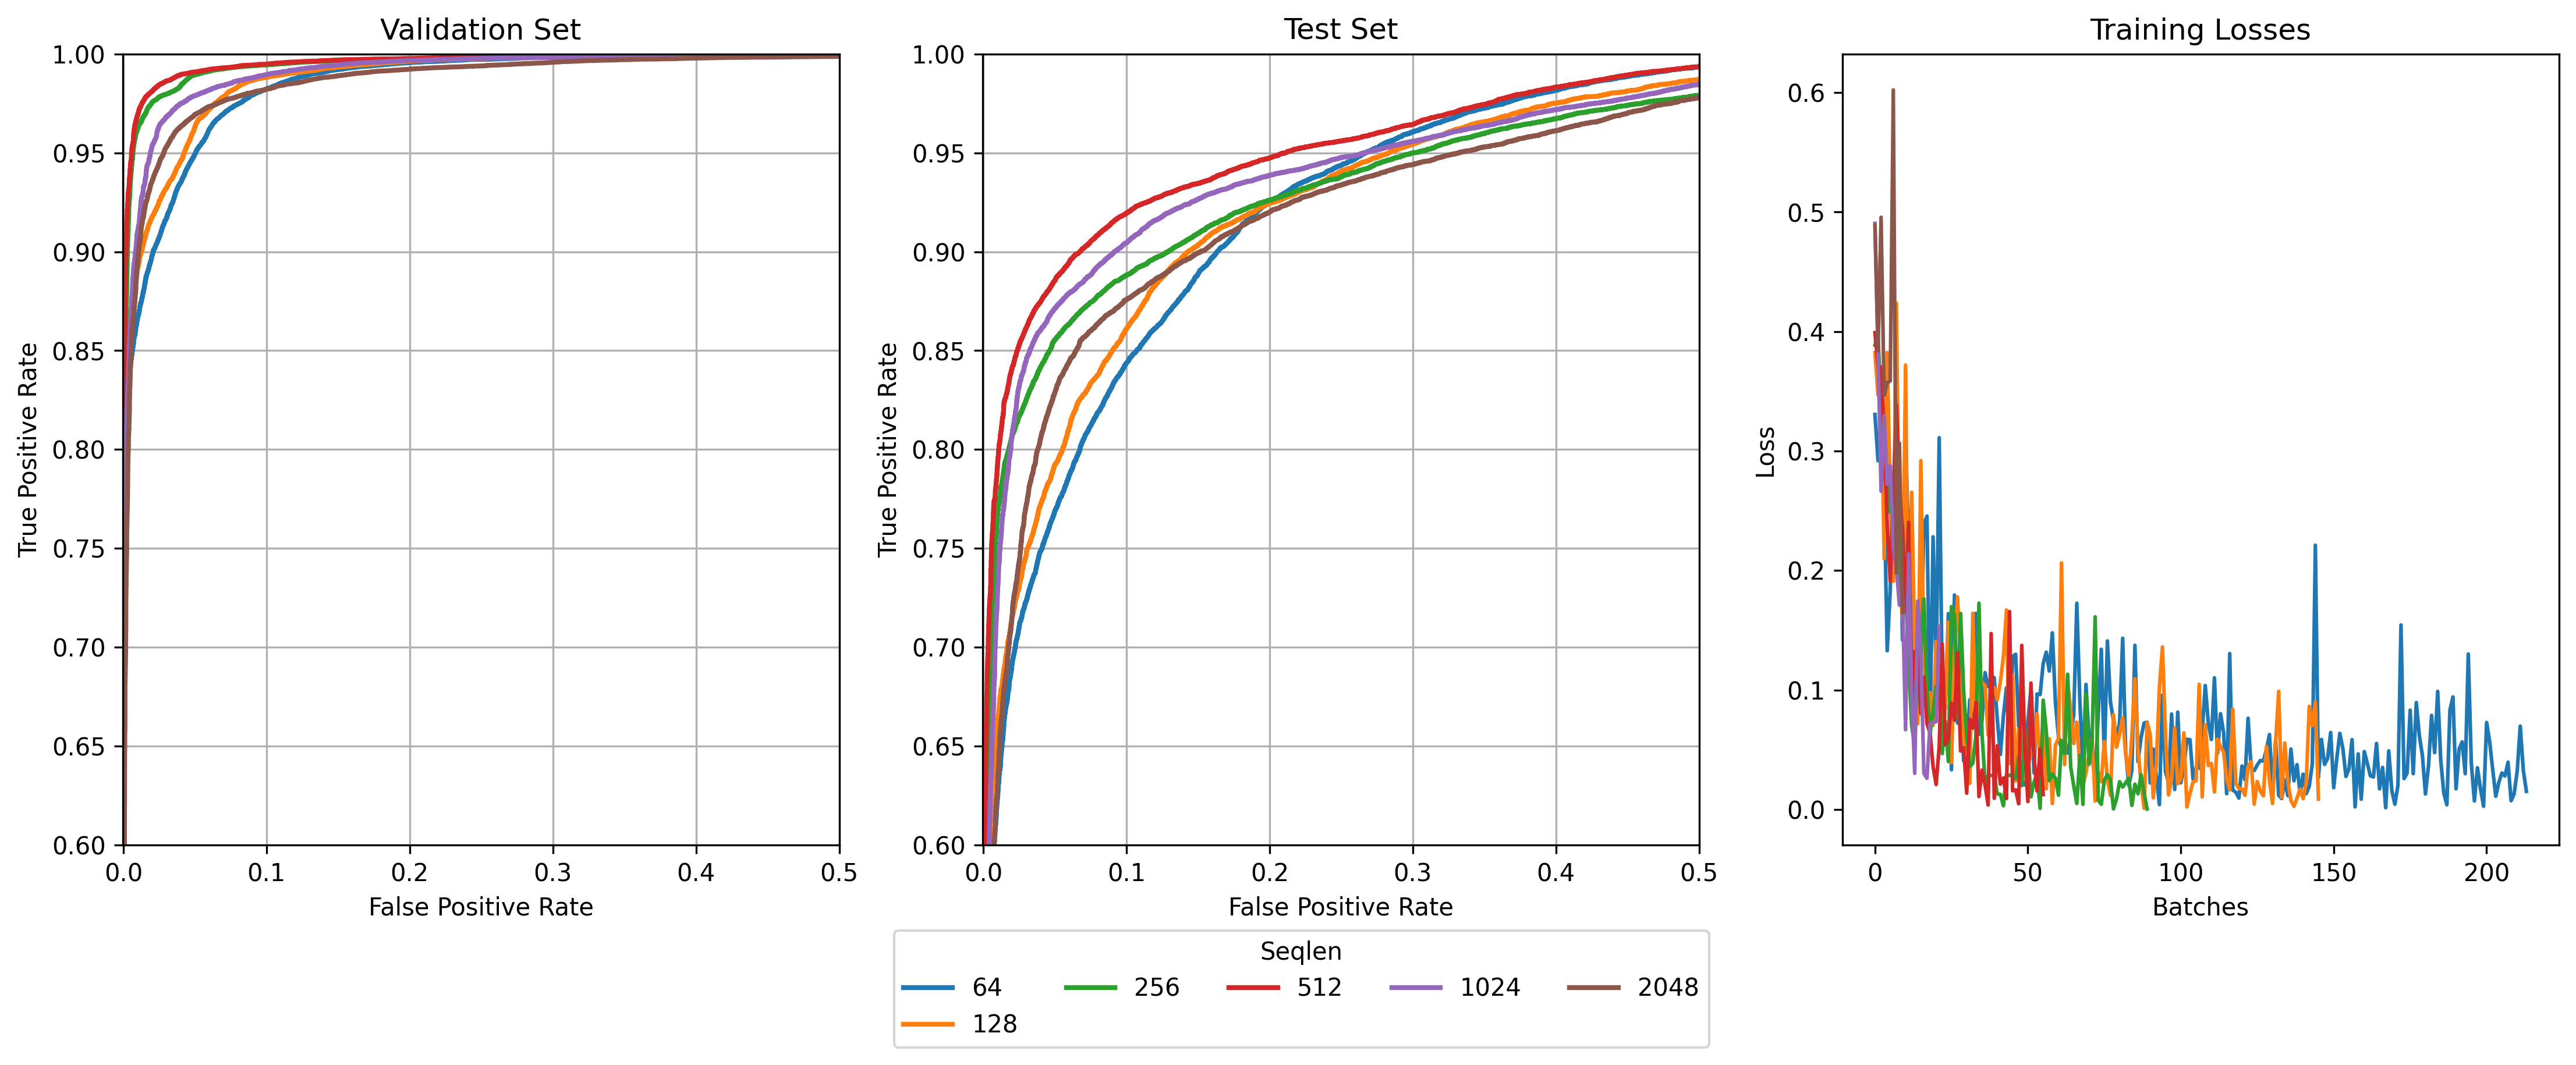 Validation Set
Test Set
Training Losses
1.00
0.95
0.90
0.85
0.80
0.75
0.70
0.65
0.60
True Positive Rate
0.0 0.1 0.2 0.3 0.4 0.5
False Positive Rate
1.00
0.95
0.90
0.85
0.80
0.75
0.70
0.65
0.60
True Positive Rate
0.0 0.1 0.2 0.3 0.4 0.5
False Positive Rate
0.6
0.5
0.4
0.3
0.2
0.1
0.0
Loss
0 50 100 150 200
Batches
Seqlen
64 256 512 1024 2048
128